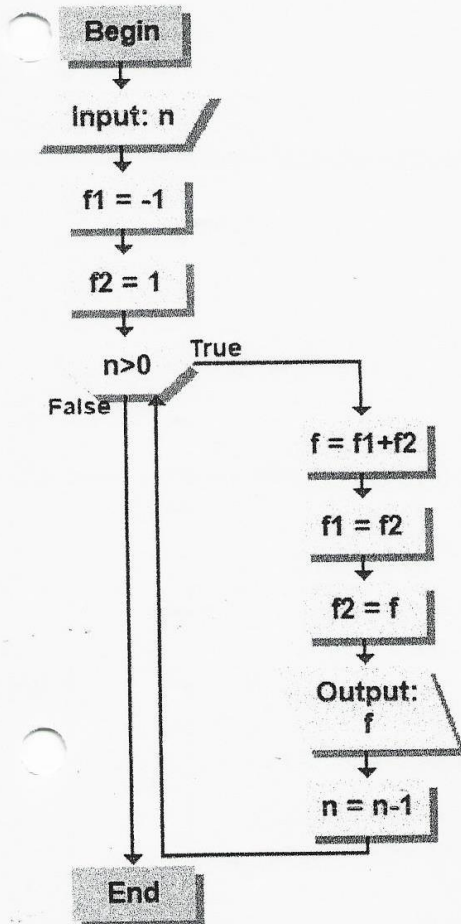 Begin
Input: n
f1 = -1
f2 = 1
n>0
True
False
f = f1+f2
f1 = f2
f2 = f
Output:
f
n = n-1
End